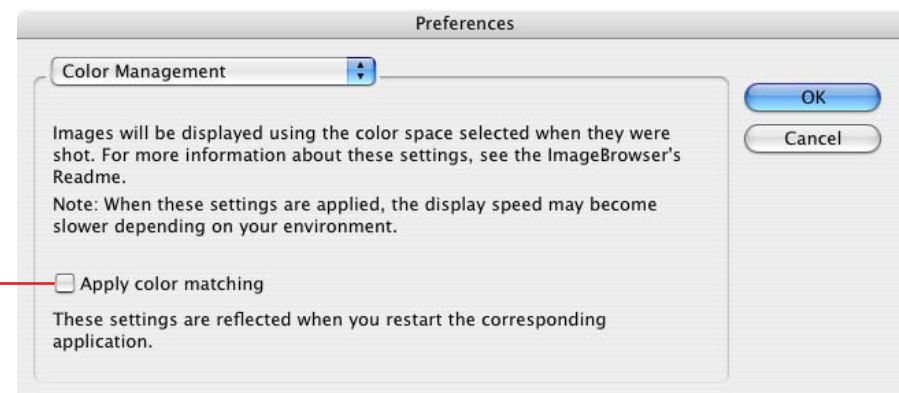 Preferences
Color Management
OK
Cancel
Images will be displayed using the color space selected when they were
shot. For more information about these settings, see the ImageBrowser's
Readme.
Note: When these settings are applied, the display speed may become
slower depending on your environment.
Apply color matching
These settings are reflected when you restart the corresponding
application.